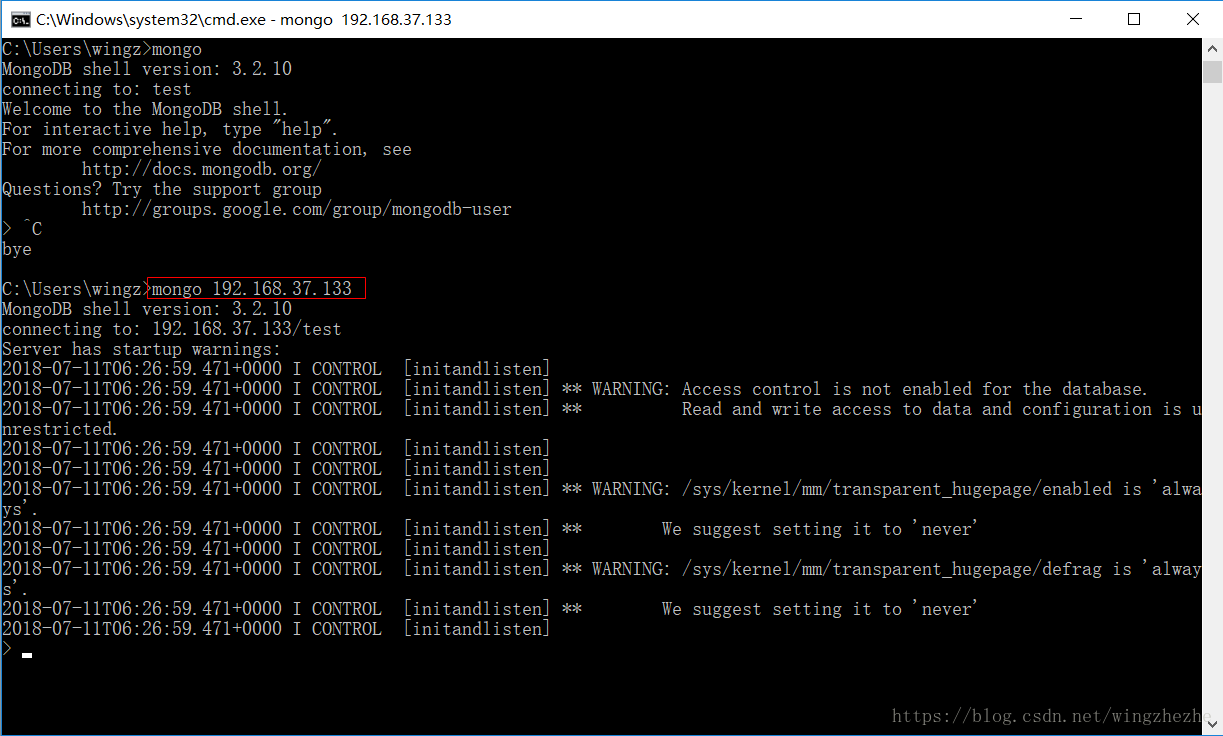 C:\Windows\system32\cmd.exe - mongo  192.168.37.133
C:\Users\wingz>mongo
MongoDB shell version: 3.2.10
connecting to: test
Welcome to the MongoDB shell.
For interactive help, type "help".
For more comprehensive documentation, see
        http://docs.mongodb.org/
Questions? Try the support group
        http://groups.google.com/group/mongodb-user
> ^C
bye
C:\Users\wingz>mongo 192.168.37.133
MongoDB shell version: 3.2.10
connecting to: 192.168.37.133/test
Server has startup warnings:
2018-07-11T06:26:59.471+0000 I CONTROL  [initandlisten]
2018-07-11T06:26:59.471+0000 I CONTROL  [initandlisten] ** WARNING: Access control is not enabled for the database.
2018-07-11T06:26:59.471+0000 I CONTROL  [initandlisten] **          Read and write access to data and configuration is u
nrestricted.
2018-07-11T06:26:59.471+0000 I CONTROL  [initandlisten]
2018-07-11T06:26:59.471+0000 I CONTROL  [initandlisten]
2018-07-11T06:26:59.471+0000 I CONTROL  [initandlisten] ** WARNING: /sys/kernel/mm/transparent_hugepage/enabled is 'alwa
ys'.
2018-07-11T06:26:59.471+0000 I CONTROL  [initandlisten] **        We suggest setting it to 'never'
2018-07-11T06:26:59.471+0000 I CONTROL  [initandlisten]
2018-07-11T06:26:59.471+0000 I CONTROL  [initandlisten] ** WARNING: /sys/kernel/mm/transparent_hugepage/defrag is 'alway
s'.
2018-07-11T06:26:59.471+0000 I CONTROL  [initandlisten] **        We suggest setting it to 'never'
2018-07-11T06:26:59.471+0000 I CONTROL  [initandlisten]
>
https://blog.csdn.net/wingzhezhe